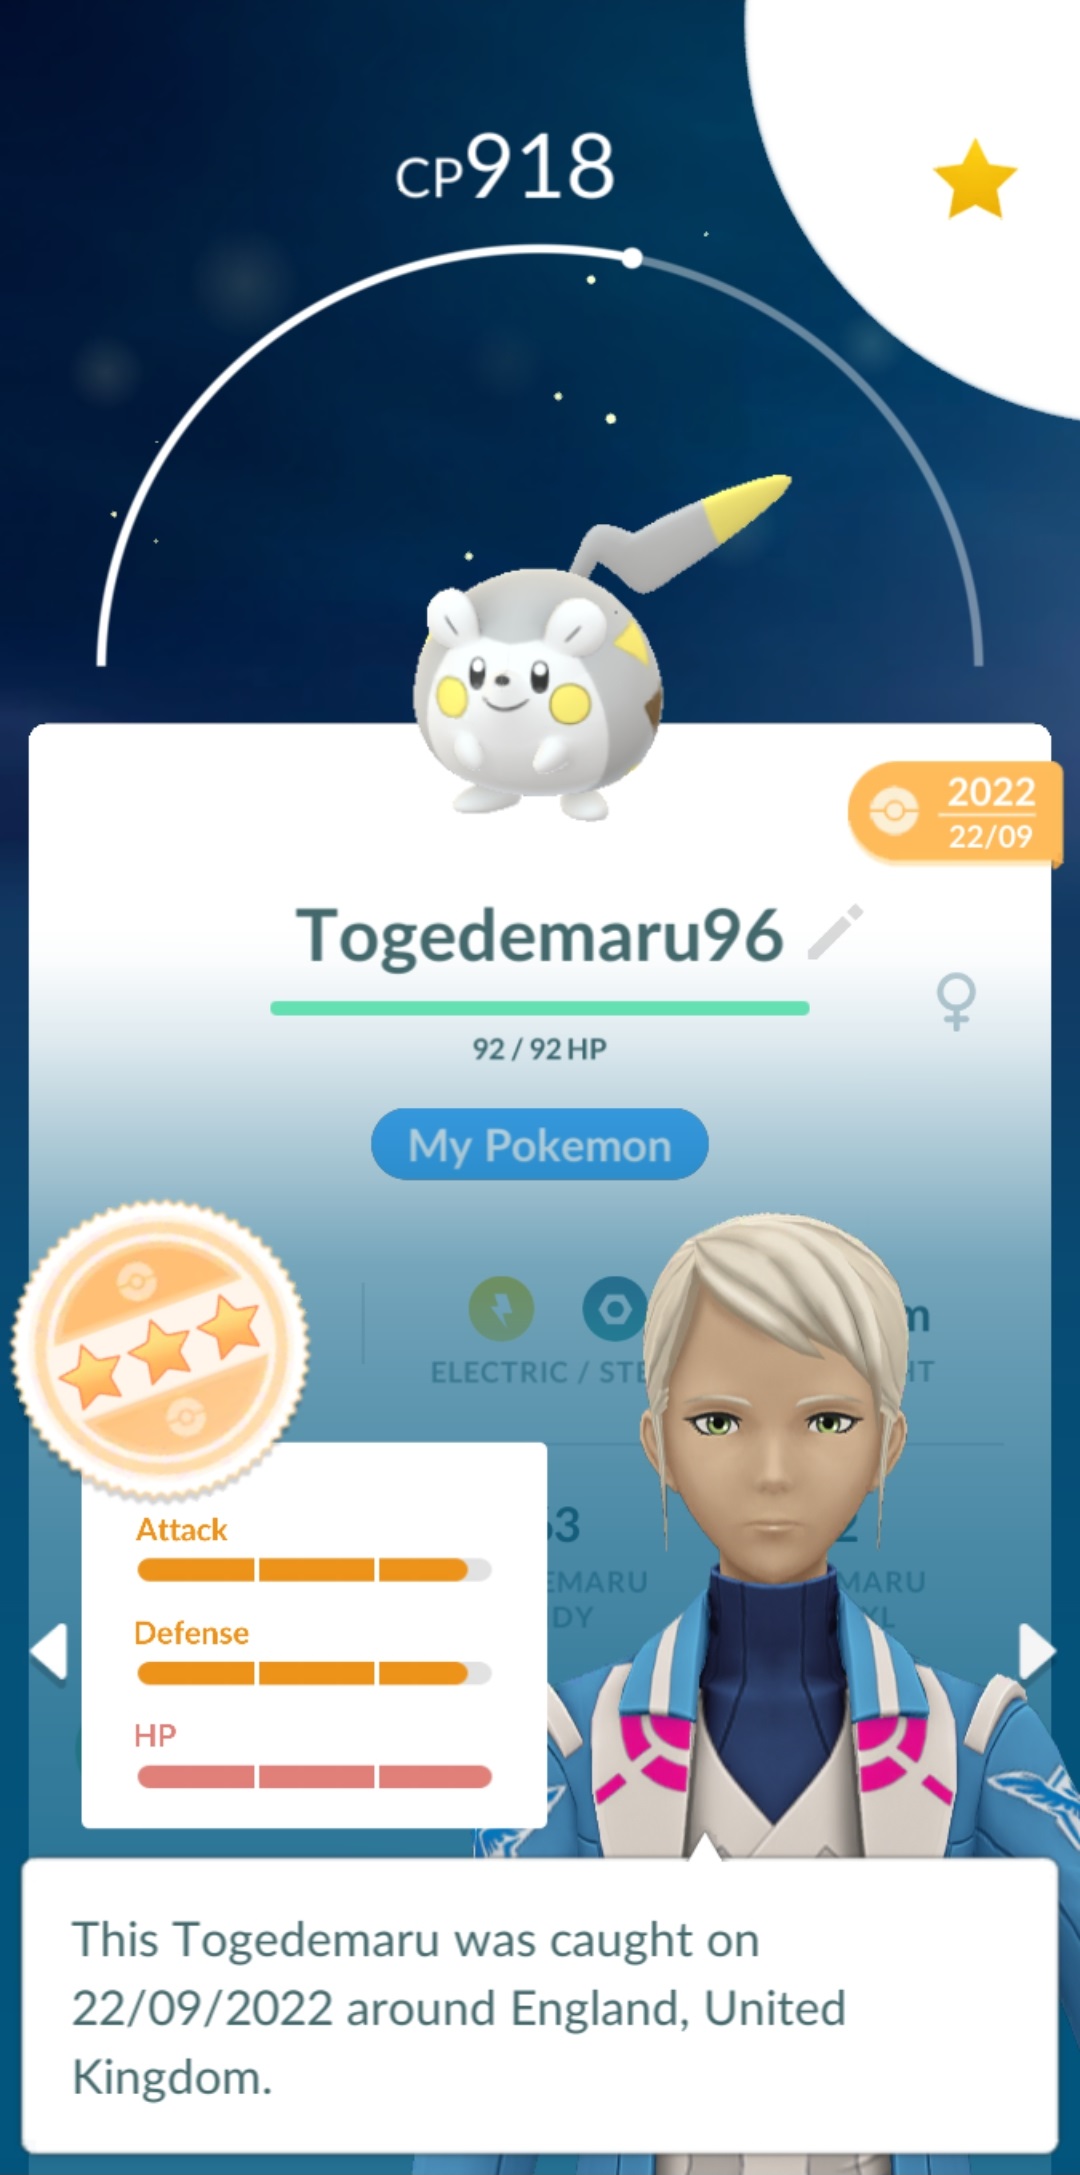 CP918
2022
22/09
Togedemaru96
92 / 92 HP
My Pokemon
ELECTRIC /
Attack
Defense
HP
This Togedemaru was caught on
22/09/2022 around England, United
Kingdom.